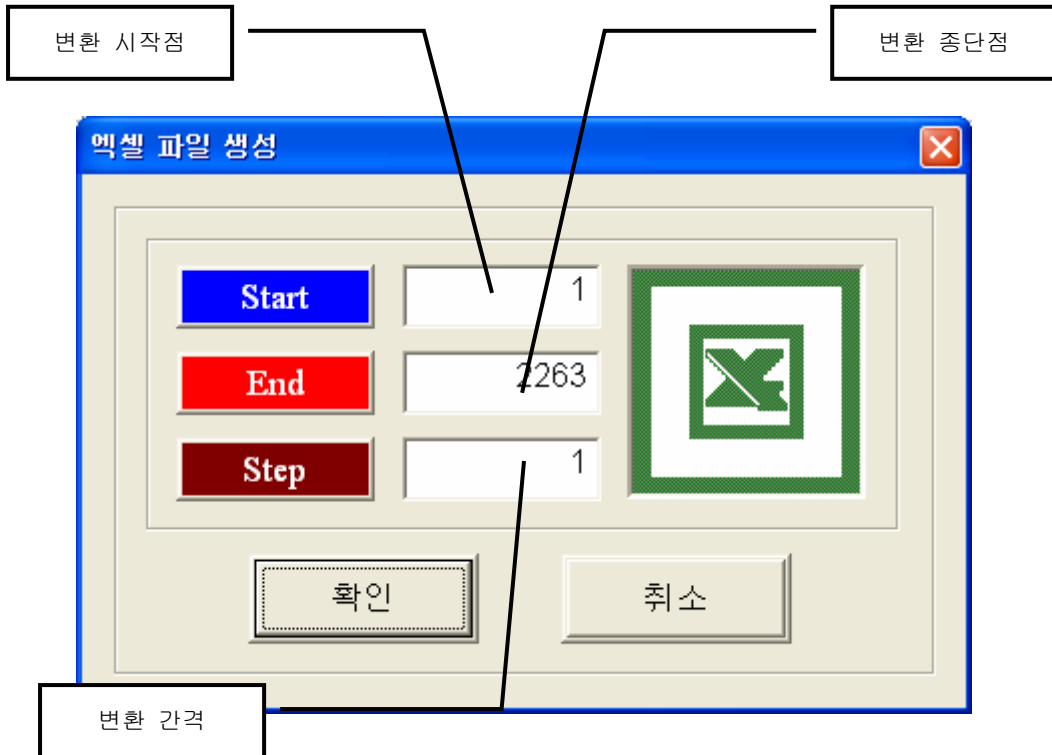 변환 시작점
변환 종단점
엑셀 파일 생성
Start 1
End 2263
Step 1
확인
취소
변환 간격